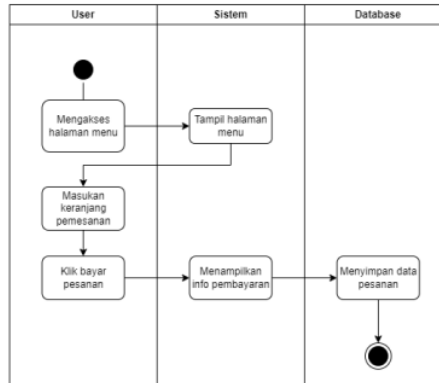 User
Sistem
Database
Mengakses
halaman menu
Tampil halaman
menu
Masukan
keranjang
pemesanan
Klik bayar
pesanan
Menampilkan
info pembayaran
Menyimpan data
pesanan